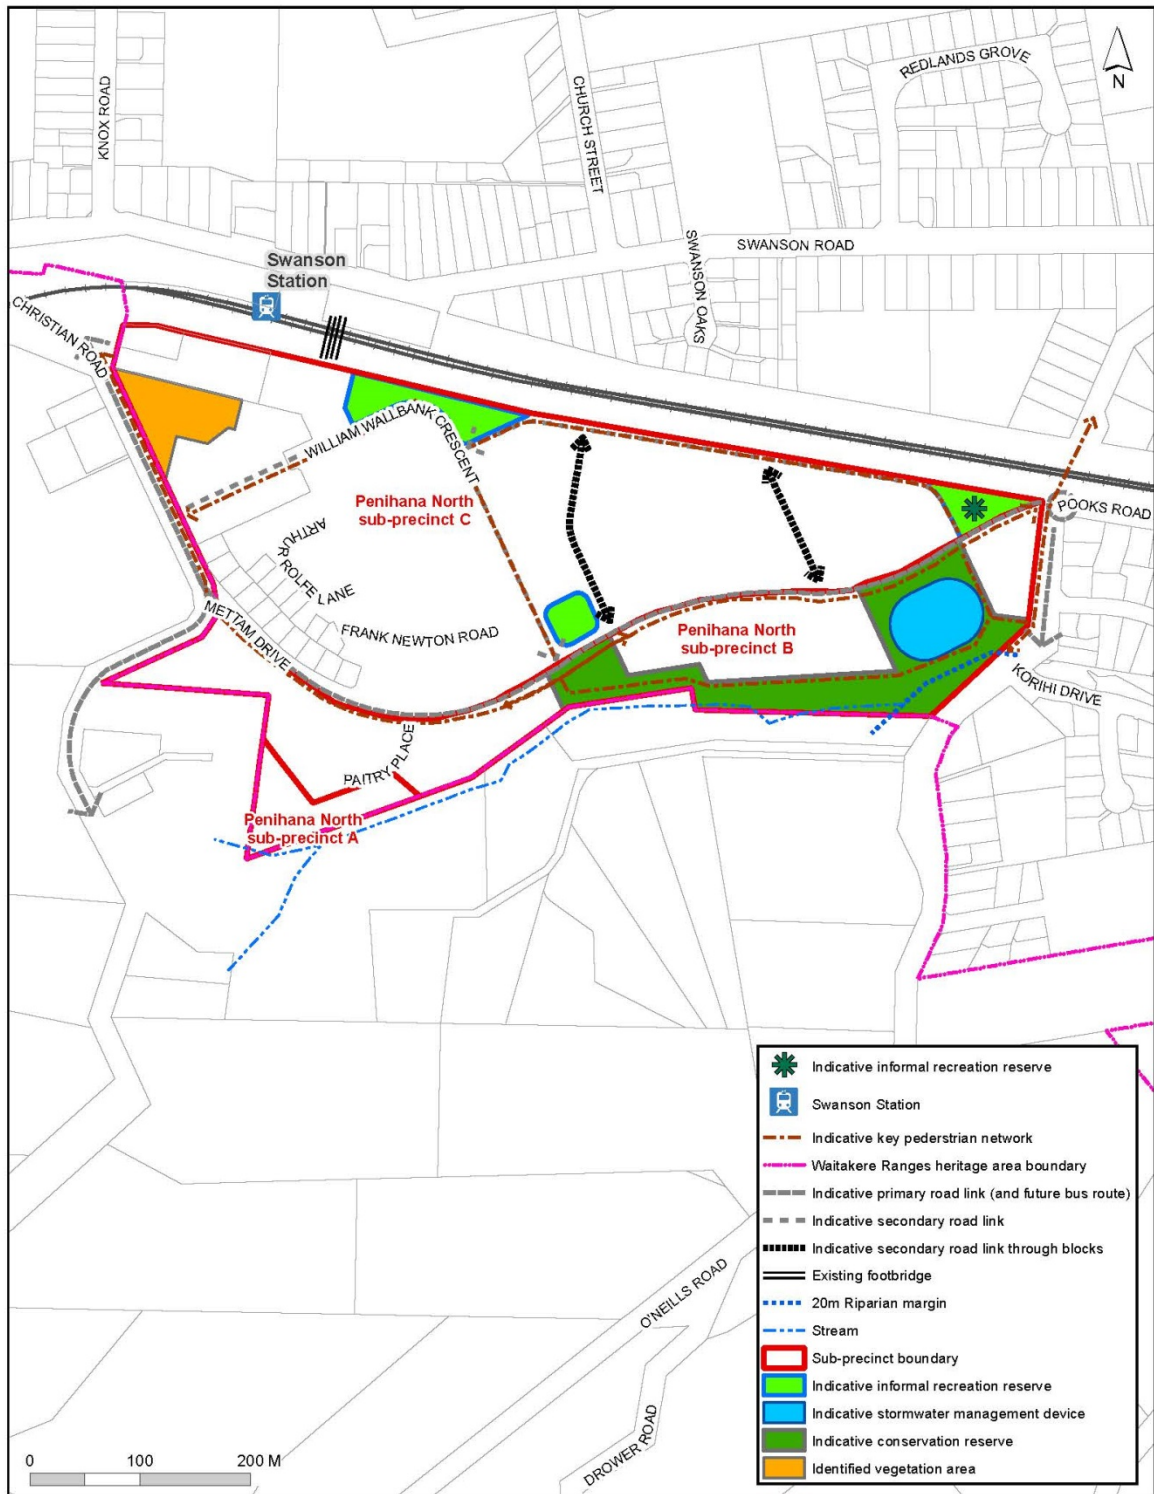 REDLANDS GROVE
N
KNOX ROAD
CHURCH STREET
SWANSON ROAD
SWANSON OAKS
Swanson
Station
CHRISTIAN ROAD
WILLIAM WALLBANK CRESCENT
Penihana North
sub-precinct C
POOKS ROAD
ARTHUR ROLFE LANE
FRANK NEWTON ROAD
METTAM DRIVE
Penihana North
sub-precinct B
KORIHI DRIVE
PAITRY PLACE
Penihana North
sub-precinct A
O'NEILLS ROAD
DROWER ROAD
Indicative informal recreation reserve
Swanson Station
Indicative key pederstrian network
Waitakere Ranges heritage area boundary
Indicative primary road link (and future bus route)
Indicative secondary road link
Indicative secondary road link through blocks
Existing footbridge
20m Riparian margin
Stream
Sub-precinct boundary
Indicative informal recreation reserve
Indicative stormwater management device
Indicative conservation reserve
Identified vegetation area
0 100 200 M